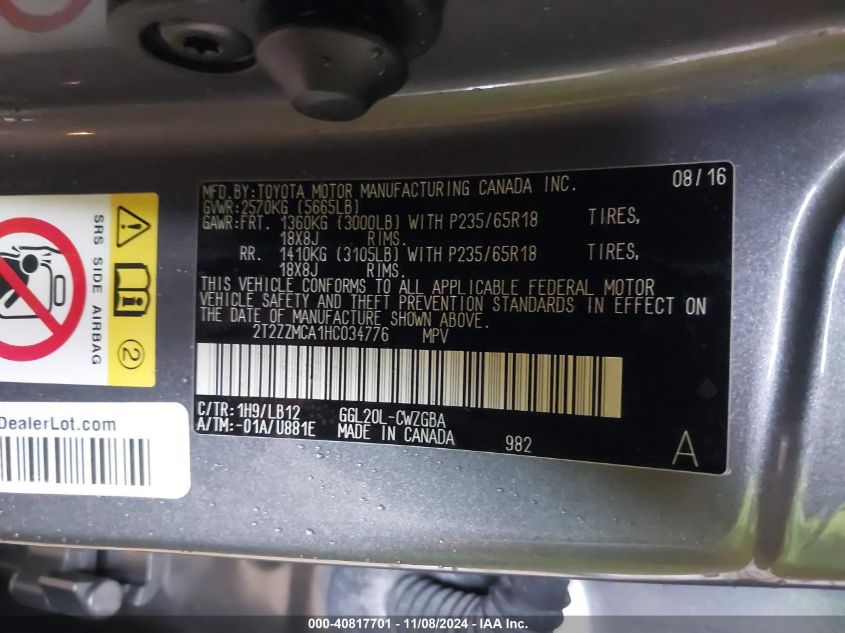 MFD.BY:TOYOTA MOTOR MANUFACTURING CANADA INC. 08/16
GVWR:2570KG (5665LB)
GAWR:FRT. 1360KG (3000LB) WITH P235/65R18 TIRES,
18X8J RIMS.
RR. 1410KG (3105LB) WITH P235/65R18 TIRES,
18X8J RIMS.
THIS VEHICLE CONFORMS TO ALL APPLICABLE FEDERAL MOTOR
VEHICLE SAFETY AND THEFT PREVENTION STANDARDS IN EFFECT ON
THE DATE OF MANUFACTURE SHOWN ABOVE.
2T2ZZMCA1HC034776 MPV
C/TR:1H9/LB12 GGL20L-CWZGBA
A/TM:-01A/U881E MADE IN CANADA 982 A
SRS SIDE AIRBAG
2
DealerLot.com
000-40817701 - 11/08/2024 - IAA Inc.